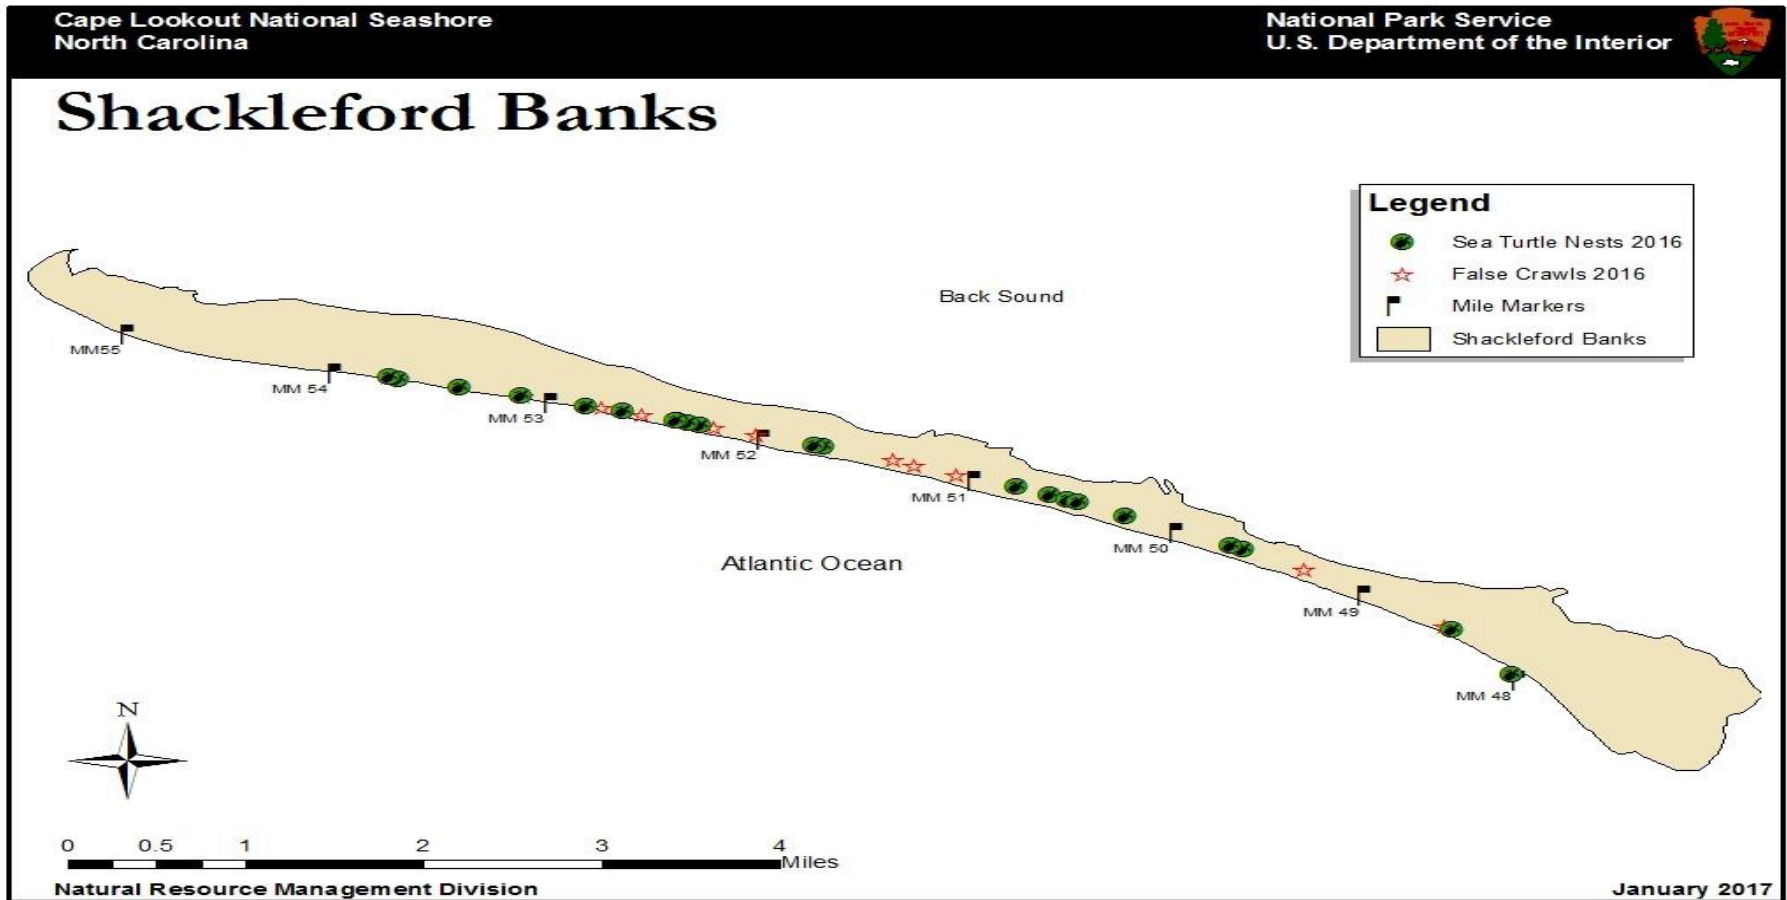 Cape Lookout National Seashore
North Carolina
National Park Service
U.S. Department of the Interior
Shackleford Banks
Legend
Sea Turtle Nests 2016
False Crawls 2016
Mile Markers
Shackleford Banks
Back Sound
MM55
MM 54
MM 53
MM 52
MM 51
MM 50
MM 49
MM 48
Atlantic Ocean
N
0 0.5 1 2 3 4
Miles
Natural Resource Management Division
January 2017